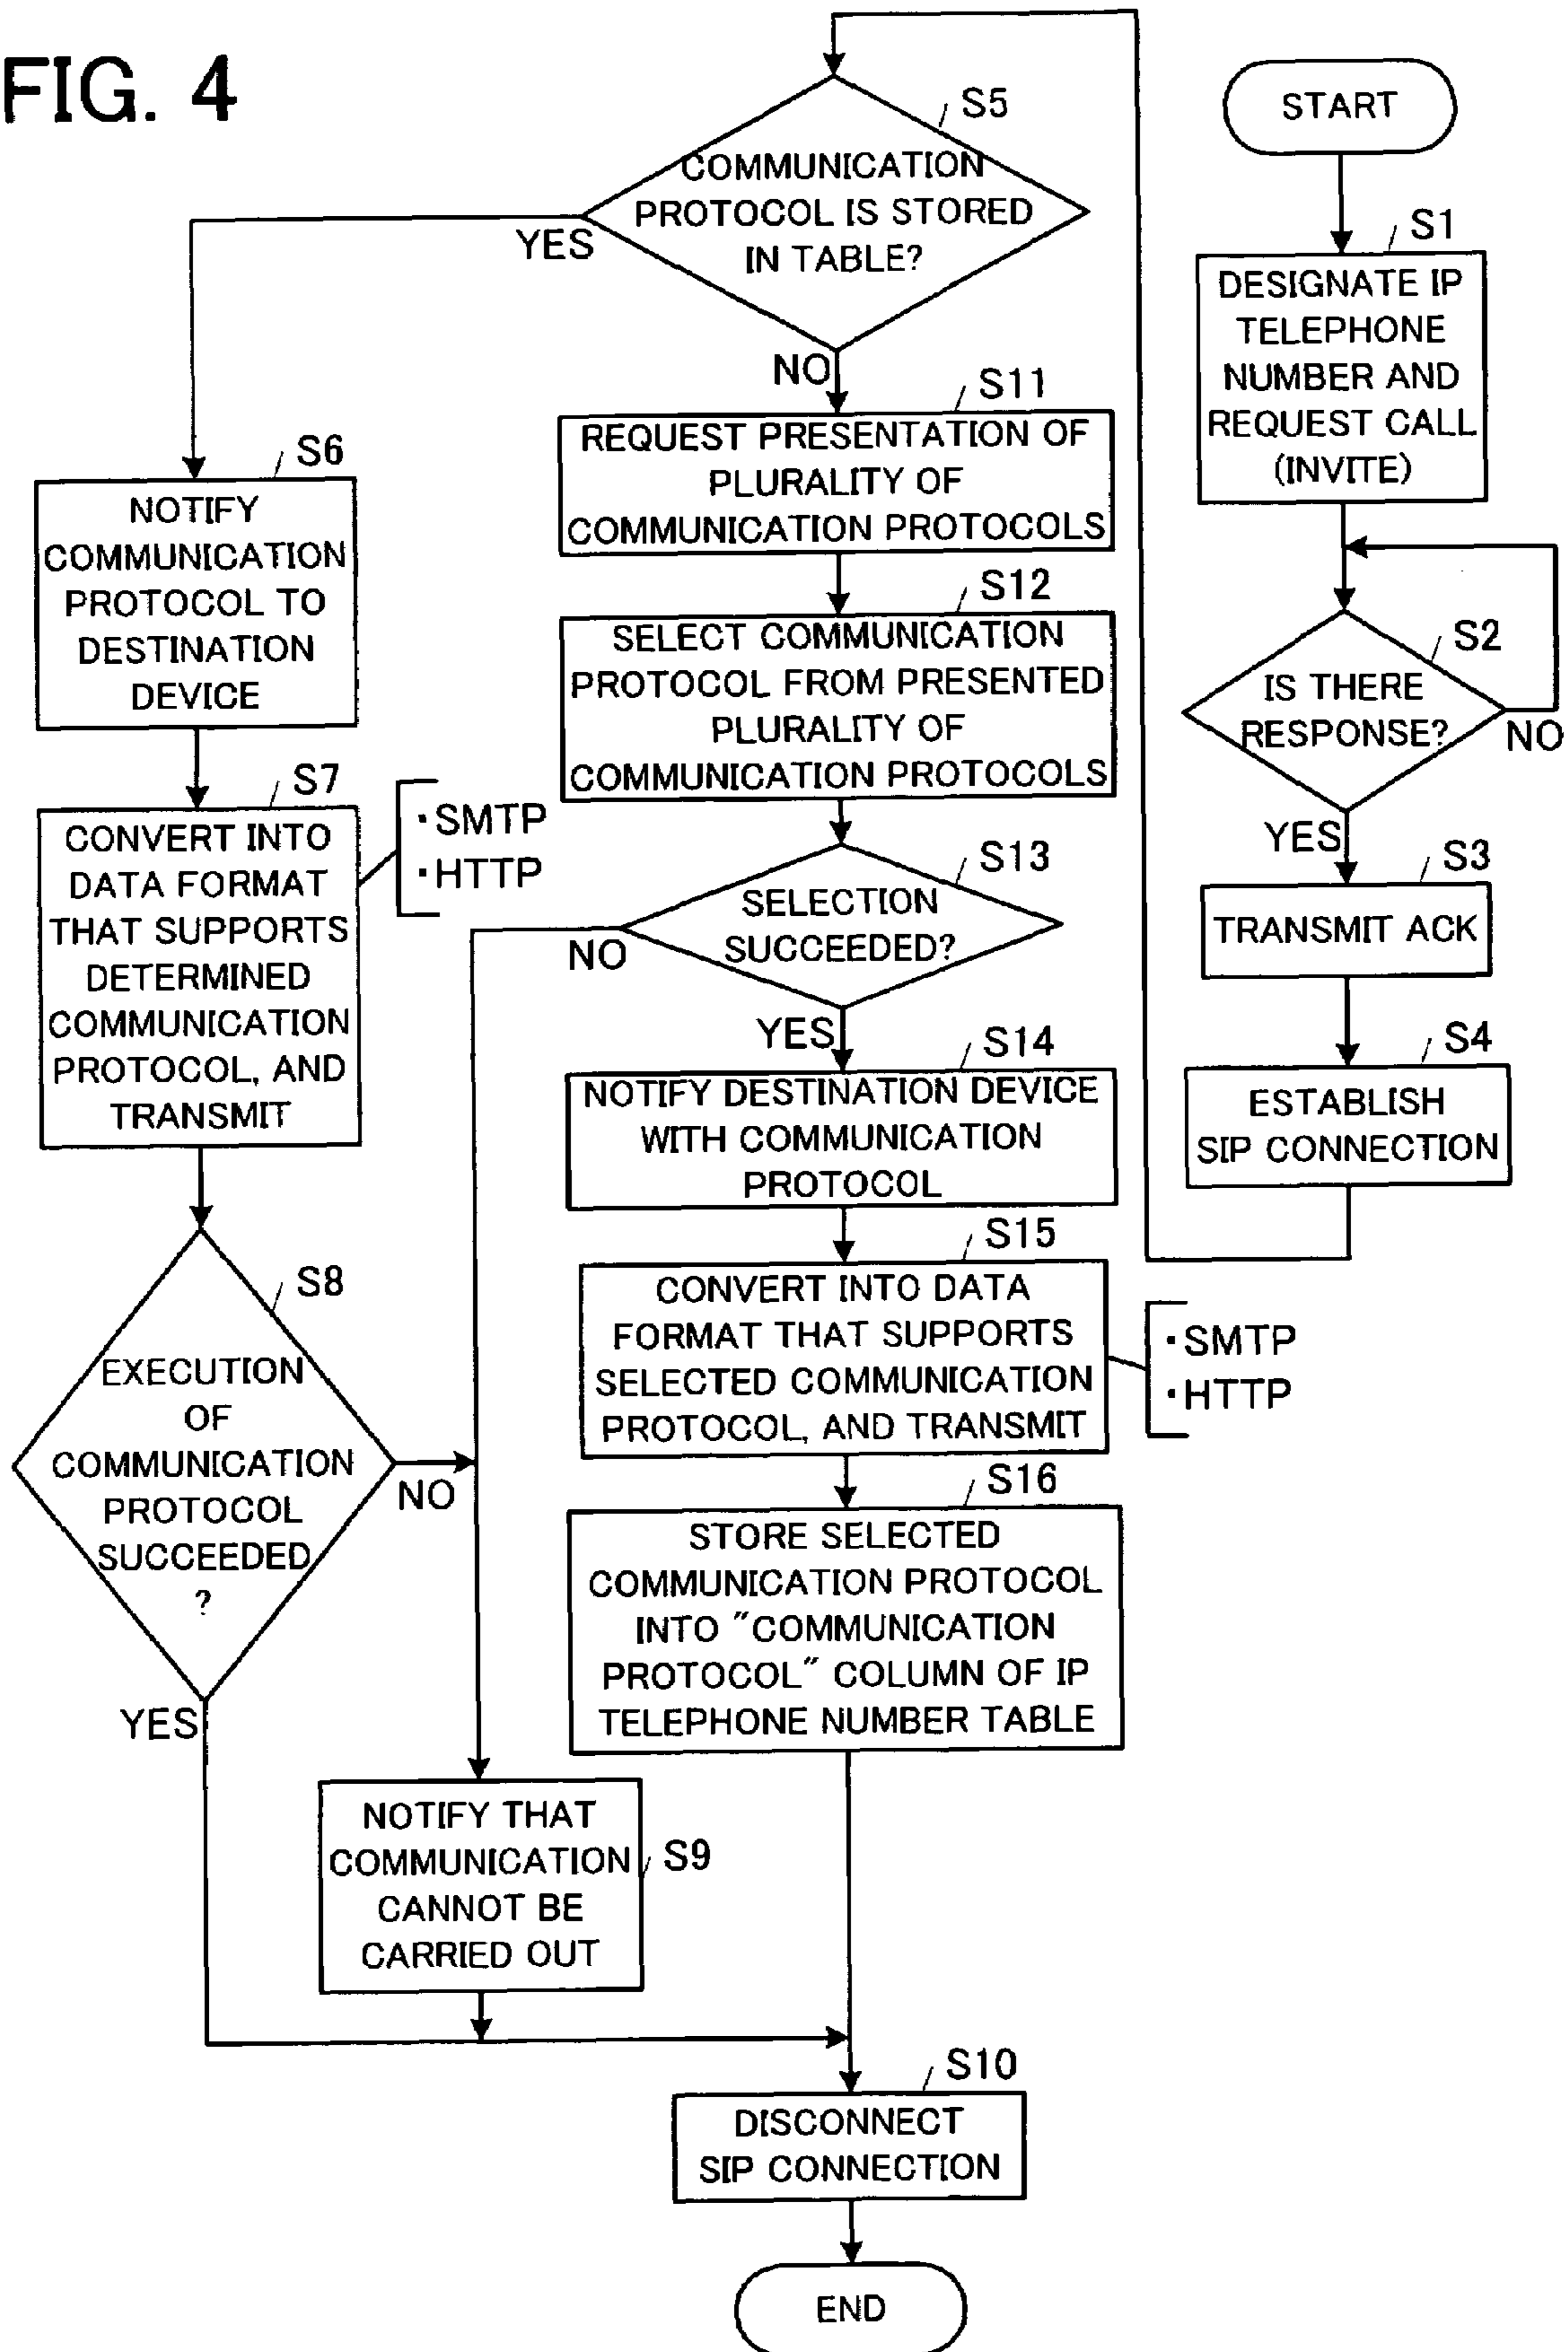 FIG. 4
START
S1
DESIGNATE IP
TELEPHONE
NUMBER AND
REQUEST CALL
(INVITE)
S2
IS THERE
RESPONSE?
NO
YES
S3
TRANSMIT ACK
S4
ESTABLISH
SIP CONNECTION
S5
COMMUNICATION
PROTOCOL IS STORED
IN TABLE?
YES
NO
S6
NOTIFY
COMMUNICATION
PROTOCOL TO
DESTINATION
DEVICE
S7
CONVERT INTO
DATA FORMAT
THAT SUPPORTS
DETERMINED
COMMUNICATION
PROTOCOL, AND
TRANSMIT
・SMTP
・HTTP
S8
EXECUTION
OF
COMMUNICATION
PROTOCOL
SUCCEEDED
?
NO
YES
S9
NOTIFY THAT
COMMUNICATION
CANNOT BE
CARRIED OUT
S11
REQUEST PRESENTATION OF
PLURALITY OF
COMMUNICATION PROTOCOLS
S12
SELECT COMMUNICATION
PROTOCOL FROM PRESENTED
PLURALITY OF
COMMUNICATION PROTOCOLS
S13
SELECTION
SUCCEEDED?
NO
YES
S14
NOTIFY DESTINATION DEVICE
WITH COMMUNICATION
PROTOCOL
S15
CONVERT INTO DATA
FORMAT THAT SUPPORTS
SELECTED COMMUNICATION
PROTOCOL, AND TRANSMIT
・SMTP
・HTTP
S16
STORE SELECTED
COMMUNICATION PROTOCOL
INTO "COMMUNICATION
PROTOCOL" COLUMN OF IP
TELEPHONE NUMBER TABLE
S10
DISCONNECT
SIP CONNECTION
END